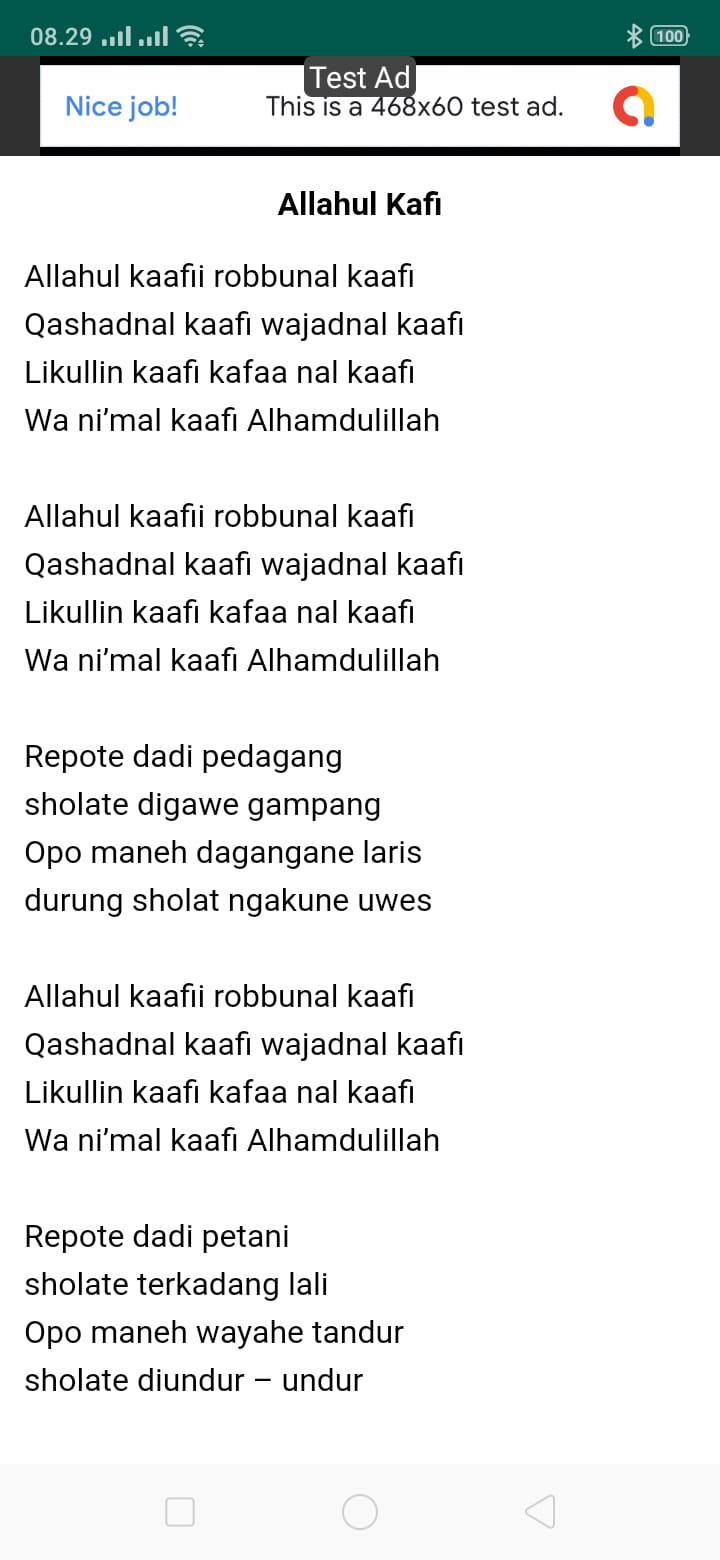 08.29
100
Test Ad
Nice job!
This is a 468x60 test ad.
Allahul Kafi
Allahul kaafii robbunal kaafi
Qashadnal kaafi wajadnal kaafi
Likullin kaafi kafaa nal kaafi
Wa ni’mal kaafi Alhamdulillah
Allahul kaafii robbunal kaafi
Qashadnal kaafi wajadnal kaafi
Likullin kaafi kafaa nal kaafi
Wa ni’mal kaafi Alhamdulillah
Repote dadi pedagang
sholate digawe gampang
Opo maneh dagangane laris
durung sholat ngakune uwes
Allahul kaafii robbunal kaafi
Qashadnal kaafi wajadnal kaafi
Likullin kaafi kafaa nal kaafi
Wa ni’mal kaafi Alhamdulillah
Repote dadi petani
sholate terkadang lali
Opo maneh wayahe tandur
sholate diundur – undur